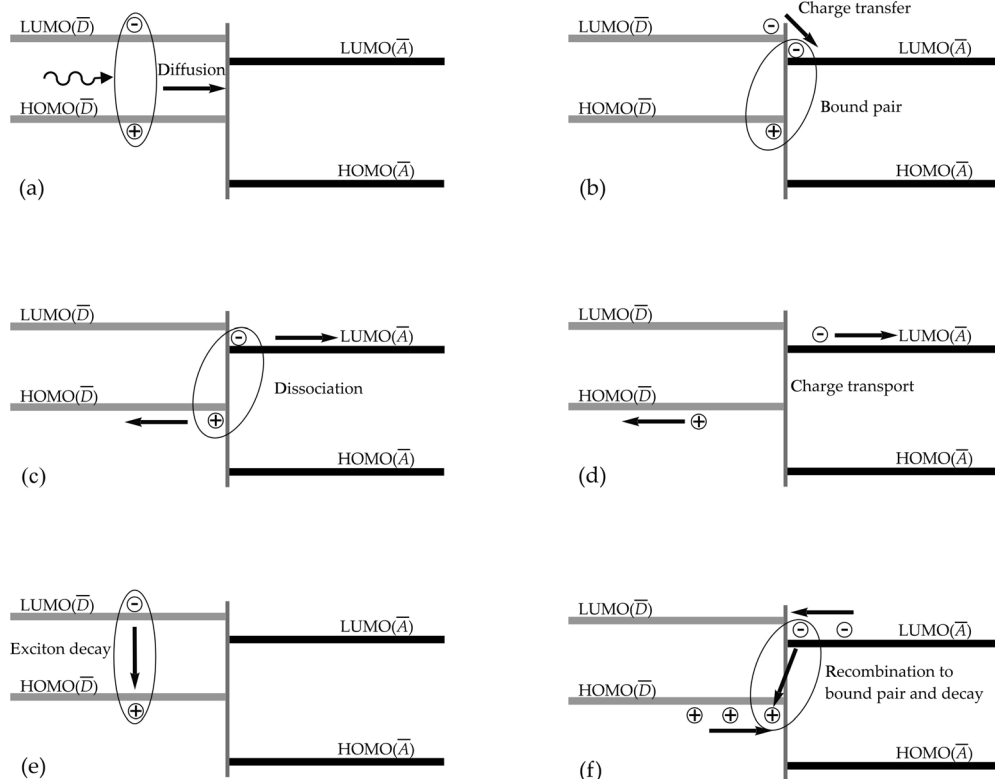 LUMO(D̅)
Diffusion
HOMO(D̅)
LUMO(A̅)
HOMO(A̅)
(a)
Charge transfer
LUMO(D̅)
LUMO(A̅)
HOMO(D̅)
Bound pair
HOMO(A̅)
(b)
LUMO(D̅)
LUMO(A̅)
Dissociation
HOMO(D̅)
HOMO(A̅)
(c)
LUMO(D̅)
LUMO(A̅)
Charge transport
HOMO(D̅)
HOMO(A̅)
(d)
LUMO(D̅)
LUMO(A̅)
Exciton decay
HOMO(D̅)
HOMO(A̅)
(e)
LUMO(D̅)
LUMO(A̅)
Recombination to
bound pair and decay
HOMO(D̅)
HOMO(A̅)
(f)